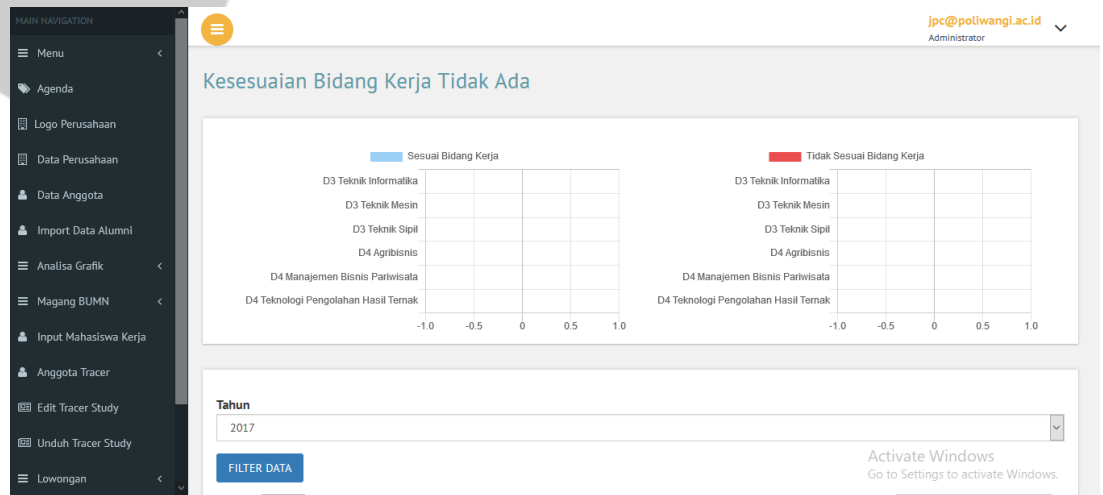 MAIN NAVIGATION
Menu
Agenda
Logo Perusahaan
Data Perusahaan
Data Anggota
Import Data Alumni
Analisa Grafik
Magang BUMN
Input Mahasiswa Kerja
Anggota Tracer
Edit Tracer Study
Unduh Tracer Study
Lowongan
jpc@poliwangi.ac.id
Administrator
Kesesuaian Bidang Kerja Tidak Ada
Sesuai Bidang Kerja
D3 Teknik Informatika
D3 Teknik Mesin
D3 Teknik Sipil
D4 Agribisnis
D4 Manajemen Bisnis Pariwisata
D4 Teknologi Pengolahan Hasil Ternak
-1.0 -0.5 0 0.5 1.0
Tidak Sesuai Bidang Kerja
D3 Teknik Informatika
D3 Teknik Mesin
D3 Teknik Sipil
D4 Agribisnis
D4 Manajemen Bisnis Pariwisata
D4 Teknologi Pengolahan Hasil Ternak
-1.0 -0.5 0 0.5 1.0
Tahun
2017
FILTER DATA
Activate Windows
Go to Settings to activate Windows.